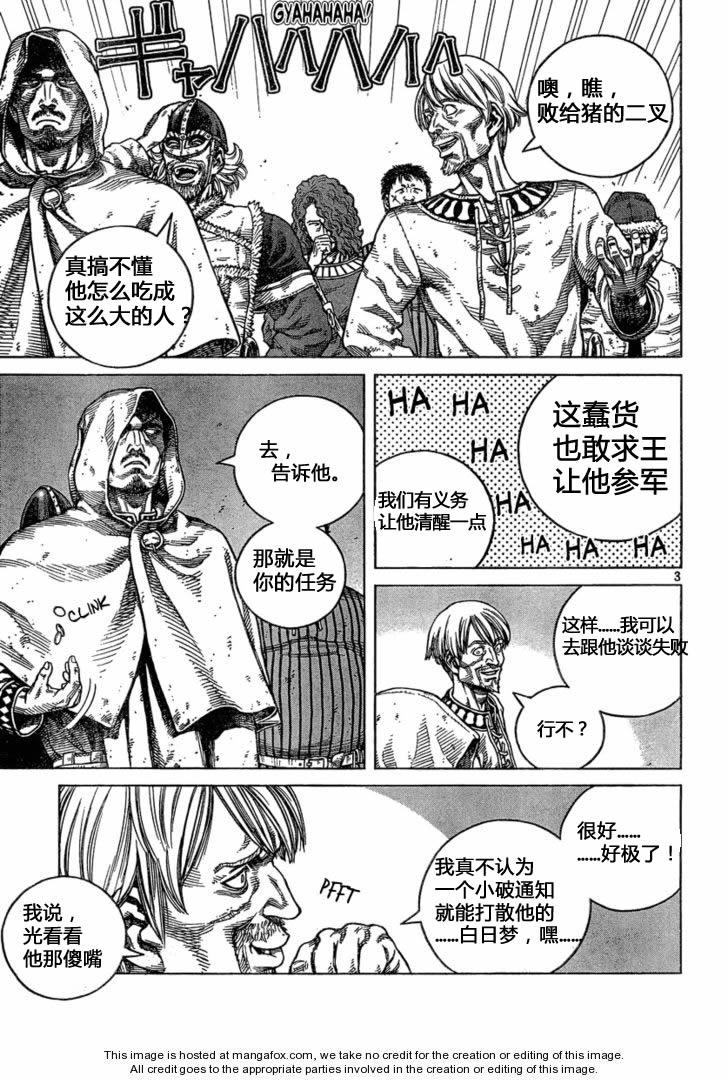 GYAHAHAHA!
ギャハハハハハ
噢，瞧，
败给猪的二叉
真搞不懂
他怎么吃成
这么大的人？
HA HA
HA
HA
HA HA HA
这蠢货
也敢求王
让他参军
我们有义务
让他清醒一点
去，
告诉他。
那就是
你的任务
CLINK
3
这样……我可以
去跟他谈谈失败
行不？
很好……
……好极了！
我真不认为
一个小破通知
就能打散他的
……白日梦，嘿……
PFFT
我说，
光看看
他那傻嘴
This image is hosted at mangafox.com, we take no credit for the creation or editing of this image.
All credit goes to the appropriate parties involved in the creation or editing of this image.